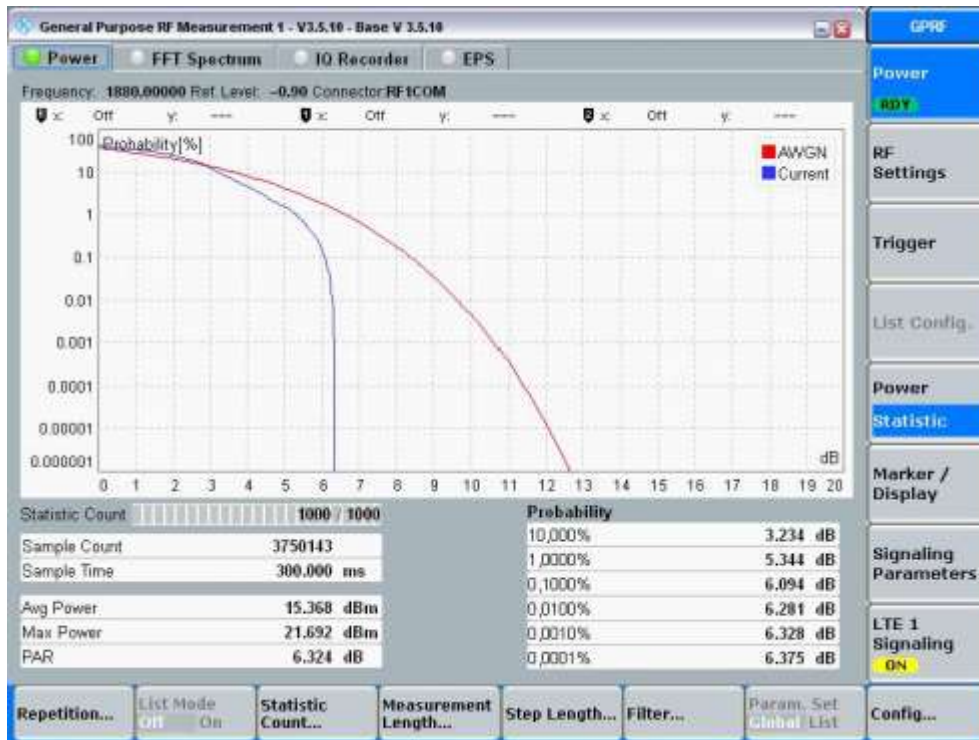 General Purpose RF Measurement 1 - V3.5.10 - Base V 3.5.10
GPRF
Power FFT Spectrum IQ Recorder EPS
Power
RDY
Frequency: 1880.00000 Ref. Level: -0.90 Connector:RF1COM
x: Off y: --- x: Off y: --- x: Off y: ---
RF
Settings
Trigger
List Config..
Power
Statistic
Marker /
Display
Signaling
Parameters
LTE 1
Signaling
ON
Probability[%]
AWGN
Current
100
10
1
0.1
0.01
0.001
0.0001
0.00001
0.000001
dB
0 1 2 3 4 5 6 7 8 9 10 11 12 13 14 15 16 17 18 19 20
Statistic Count 1000 / 1000
Sample Count 3750143
Sample Time 300.000 ms
Avg Power 15.368 dBm
Max Power 21.692 dBm
PAR 6.324 dB
Probability
10,000% 3.234 dB
1,0000% 5.344 dB
0,1000% 6.094 dB
0,0100% 6.281 dB
0,0010% 6.328 dB
0,0001% 6.375 dB
Repetition...
List Mode
Off On
Statistic
Count...
Measurement
Length...
Step Length...
Filter...
Param. Set
Global List
Config...